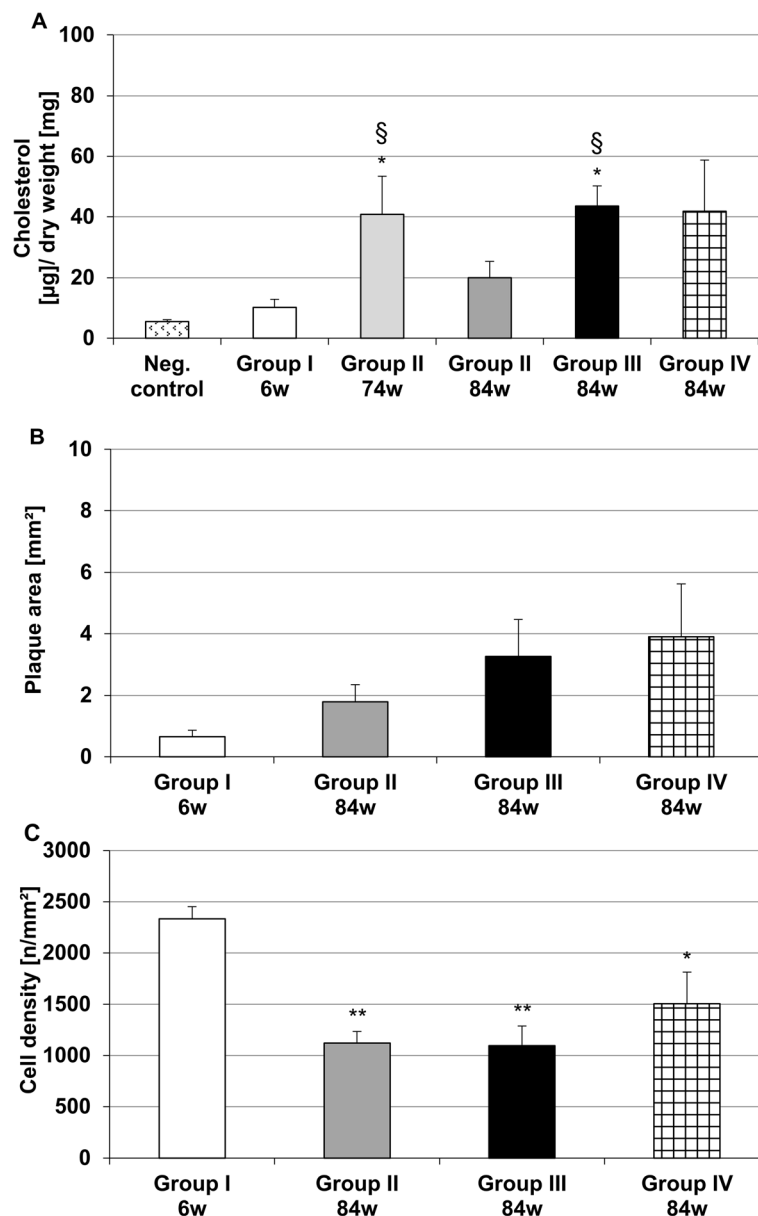 A
Cholesterol
[µg]/ dry weight [mg]
100
80
60
40
20
0
§
*
§
*
Neg. control
Group I 6w
Group II 74w
Group II 84w
Group III 84w
Group IV 84w
B
Plaque area [mm²]
10
8
6
4
2
0
Group I 6w
Group II 84w
Group III 84w
Group IV 84w
C
Cell density [n/mm²]
3000
2500
2000
1500
1000
500
0
**
**
*
Group I 6w
Group II 84w
Group III 84w
Group IV 84w